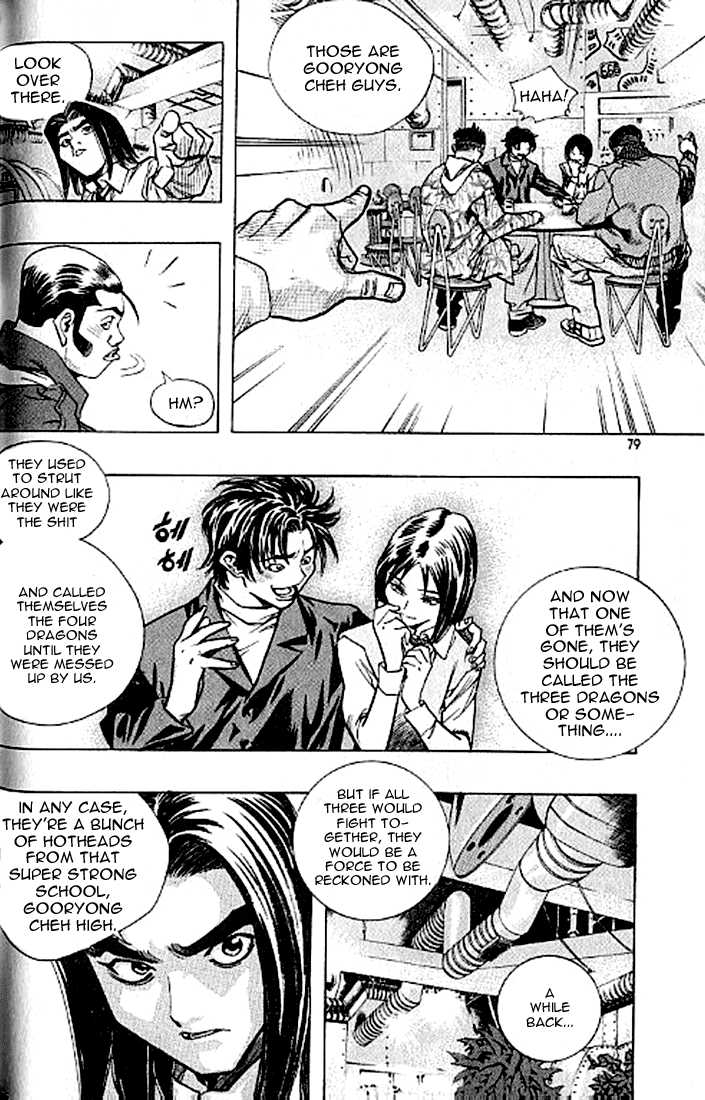 LOOK
OVER
THERE.
THOSE ARE
GOORYONG
CHEH GUYS.
HAHA!
666
HM?
79
THEY USED
TO STRUT
AROUND LIKE
THEY WERE
THE SHIT
AND CALLED
THEMSELVES
THE FOUR
DRAGONS
UNTIL THEY
WERE MESSED
UP BY US.
헤
헤
AND NOW
THAT ONE
OF THEM'S
GONE, THEY
SHOULD BE
CALLED THE
THREE DRAGONS
OR SOME-
THING....
IN ANY CASE,
THEY'RE A BUNCH
OF HOTHEADS
FROM THAT
SUPER STRONG
SCHOOL,
GOORYONG
CHEH HIGH.
BUT IF ALL
THREE WOULD
FIGHT TO-
GETHER, THEY
WOULD BE A
FORCE TO BE
RECKONED WITH.
A
WHILE
BACK...